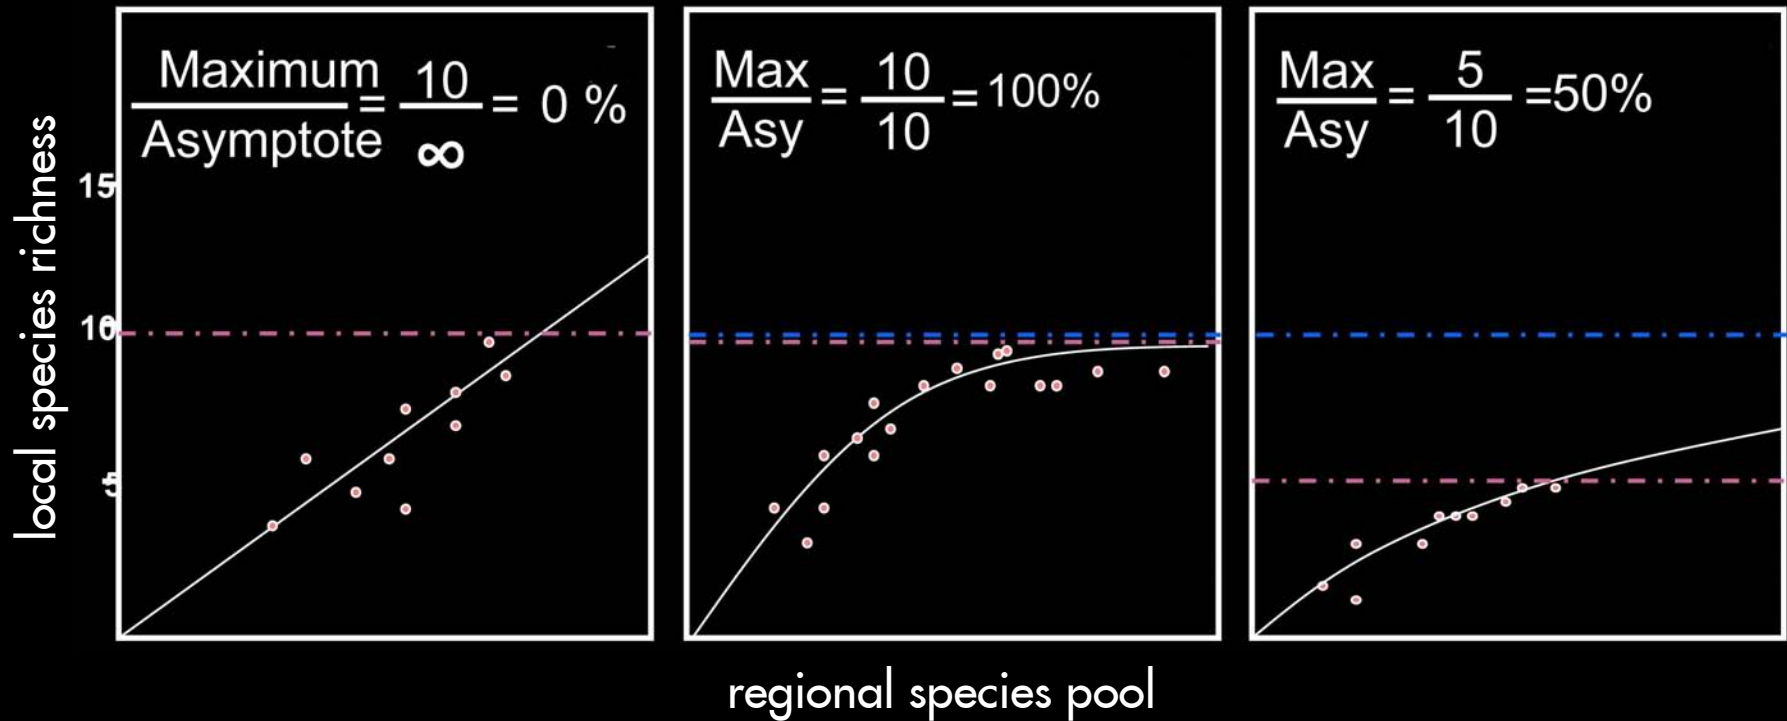 Maximum
Asymptote
= 10
∞
= 0 %
Max
Asy
= 10
10
=100%
Max
Asy
= 5
10
=50%
15
10
5
local species richness
regional species pool